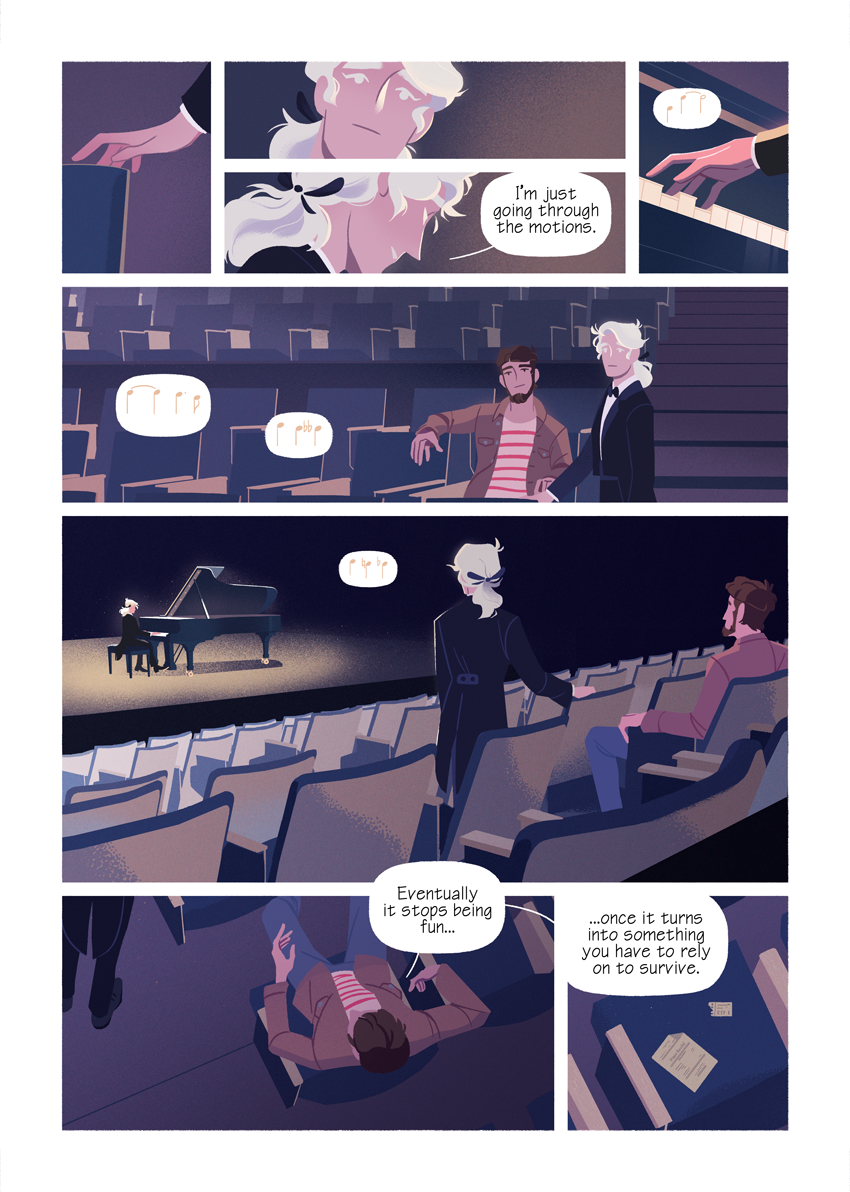 I'm just
going through
the motions.
Eventually
it stops being
fun...
...once it turns
into something
you have to rely
on to survive.